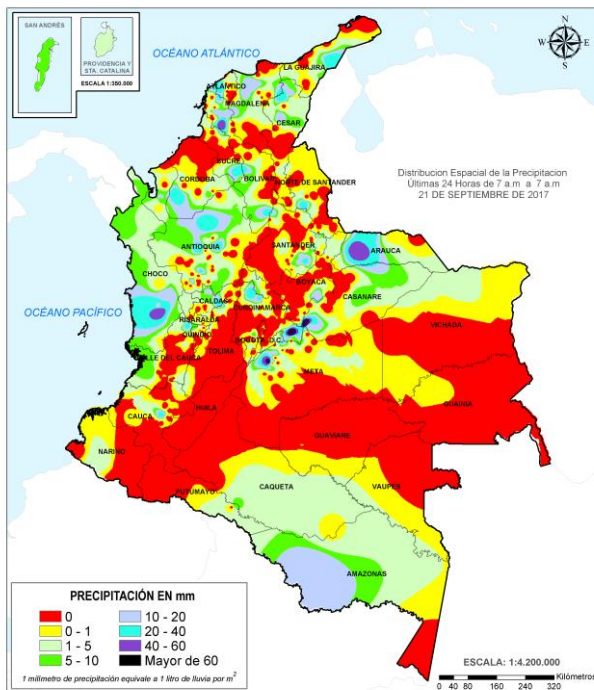 SAN ANDRÉS
PROVIDENCIA Y
STA. CATALINA
ESCALA 1:350.000
OCÉANO ATLÁNTICO
N
W E
S
LA GUAJIRA
ATLÁNTICO
MAGDALENA
CESAR
SUCRE
CORDOBA
BOLIVAR
NORTE DE SANTANDER
Distribucion Espacial de la Precipitacion
Últimas 24 Horas de 7 a.m a 7 a.m
21 DE SEPTIEMBRE DE 2017
ANTIOQUIA
SANTANDER
ARAUCA
CHOCO
BOYACA
CASANARE
OCÉANO PACÍFICO
CALDAS
CUNDINAMARCA
RISARALDA
VICHADA
QUINDIO
BOGOTA, D.C.
TOLIMA
VALLE DEL CAUCA
META
GUAINIA
CAUCA
HUILA
GUAVIARE
NARIÑO
PUTUMAYO
CAQUETA
VAUPES
AMAZONAS
PRECIPITACIÓN EN mm
0
10 - 20
0 - 1
20 - 40
1 - 5
40 - 60
5 - 10
Mayor de 60
1 milimetro de precipitación equivale a 1 litro de lluvia por m²
ESCALA: 1:4.200.000
Kilómetros
0 40 80 160 240 320